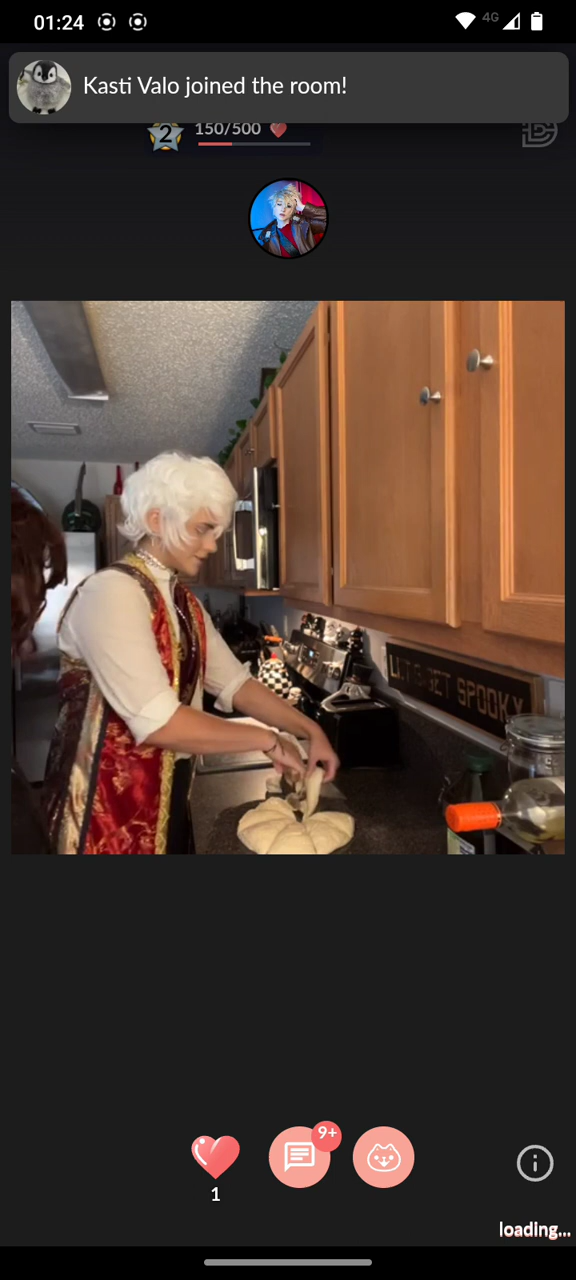 01:24
4G
Kasti Valo joined the room!
2
150/500
LET'S GET SPOOKY
1
9+
loading...